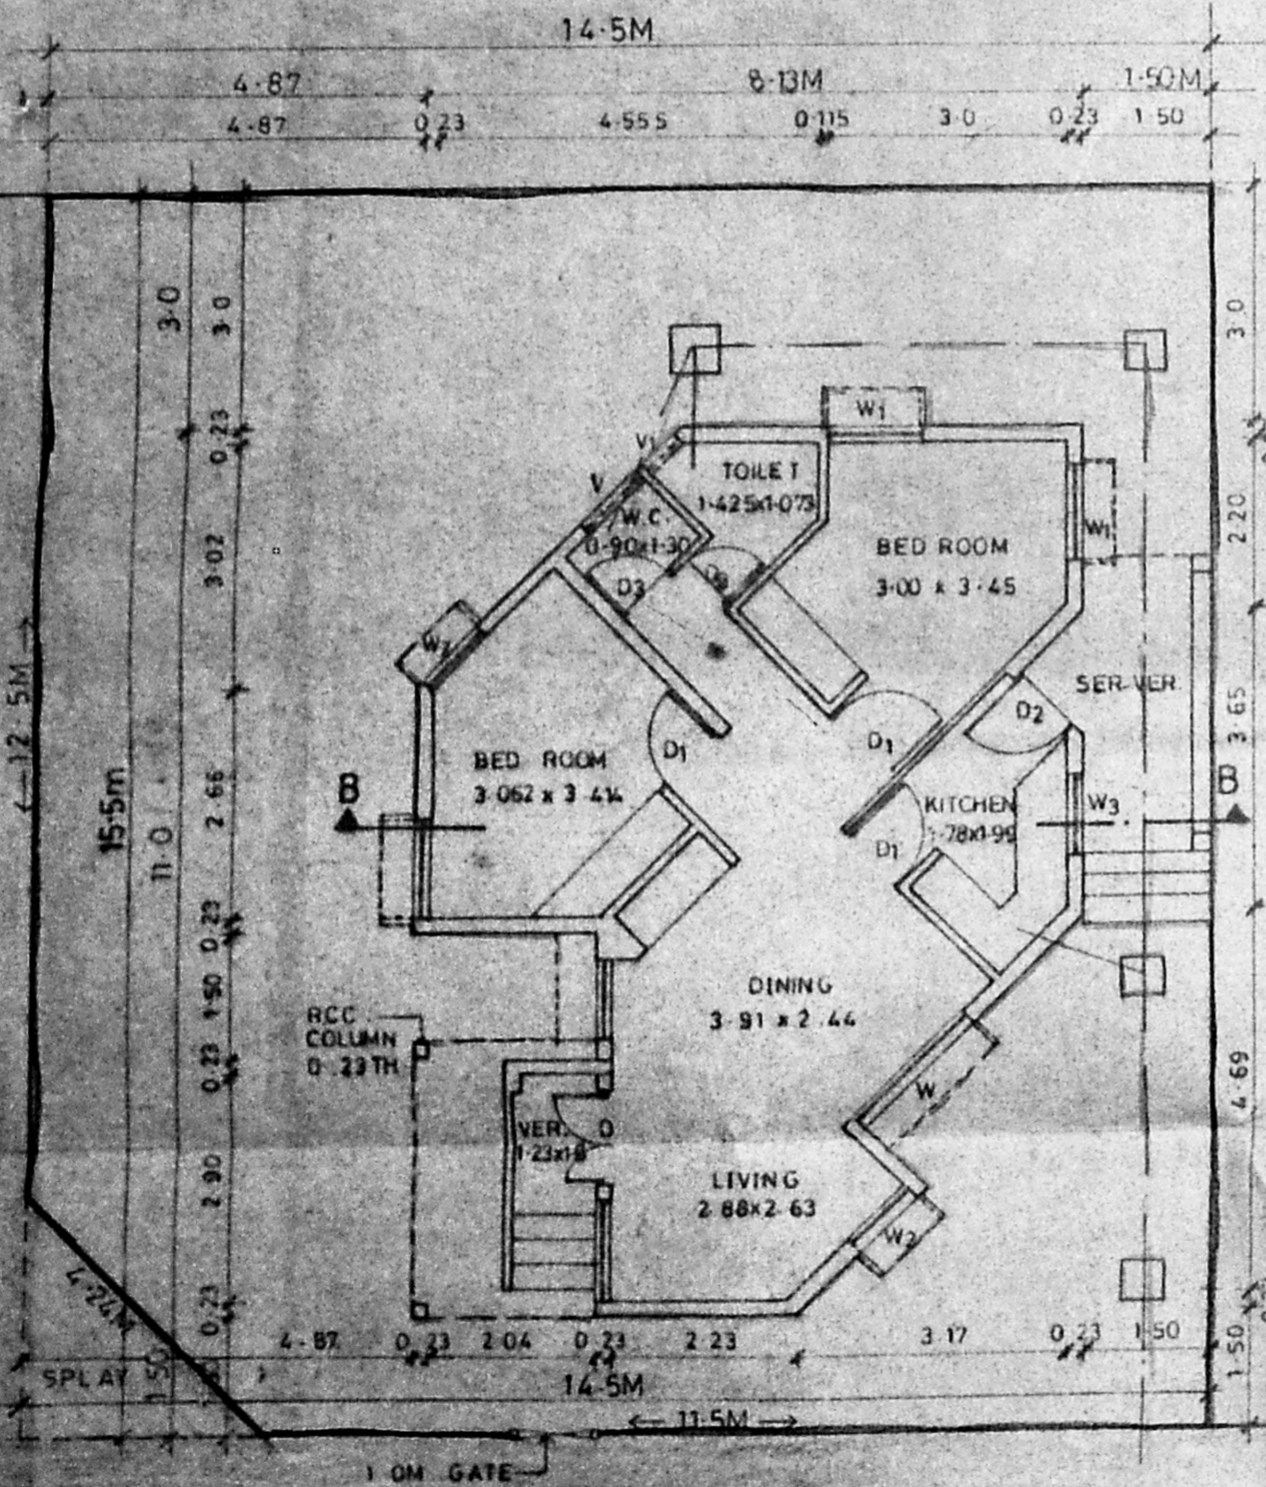 14.5M
4.87
8.13M
1.50M
4.87
0.23
4.555
0.115
3.0
0.23
1.50
3.0
3.0
3.0
0.23
W1
V1
V
TOILET
1.425x1.073
W.C.
0.90x1.30
BED ROOM
3.00 x 3.45
W1
2.20
3.02
D3
W2
SER.VER.
D2
12.5M
3.65
D1
D1
BED ROOM
3.062 x 3.414
B
B
15.5m
11.0
2.66
KITCHEN
1.78x1.99
W3
D1
0.23
1.50
DINING
3.91 x 2.44
RCC
COLUMN
0.23TH
0.23
4.69
W
VER.
D
2.90
LIVING
2.88x2.63
W2
4.24M
0.23
4.87
0.23
2.04
0.23
2.23
3.17
0.23
1.50
1.50
SPLAY
1.50
14.5M
11.5M
1.0M GATE